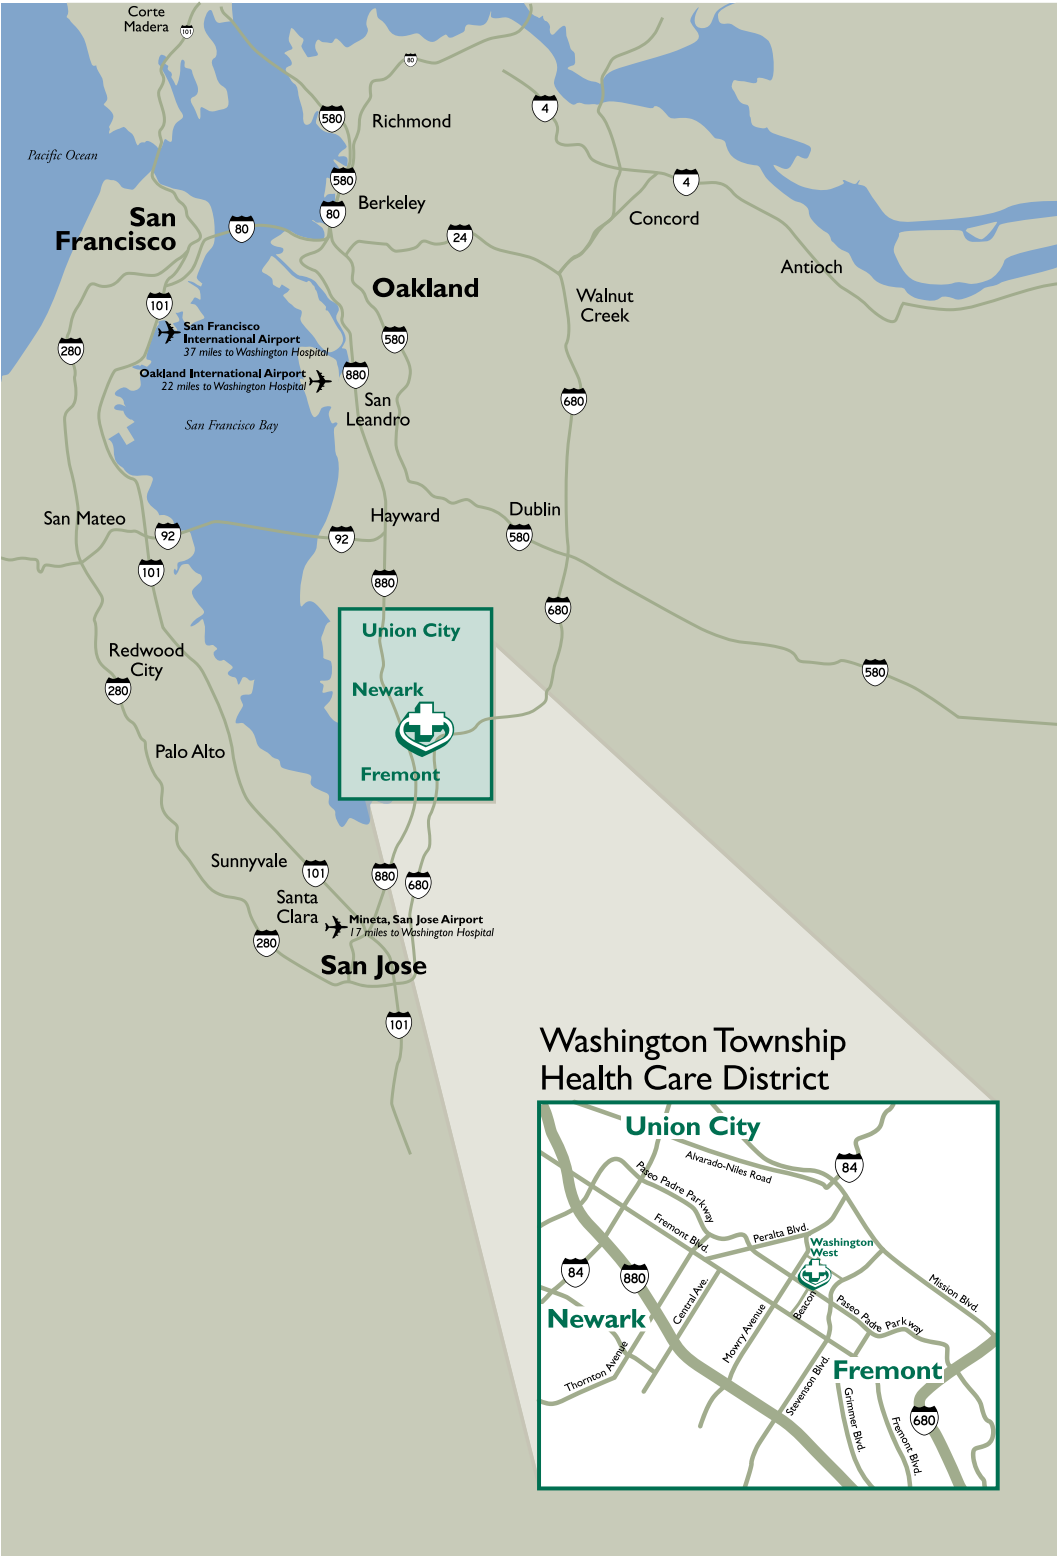 Corte
Madera
101
80
580
Richmond
4
Pacific Ocean
580
4
80
Berkeley
San
Francisco
80
24
Concord
Antioch
Oakland
Walnut
Creek
101
San Francisco
International Airport
37 miles to Washington Hospital
280
580
Oakland International Airport
22 miles to Washington Hospital
880
San
Leandro
680
San Francisco Bay
San Mateo
92
92
Hayward
Dublin
580
101
880
680
Union City
Redwood
City
280
Newark
580
Palo Alto
Fremont
Sunnyvale
101
880
680
Santa
Clara
Mineta, San Jose Airport
17 miles to Washington Hospital
280
San Jose
101
Washington Township
Health Care District
Union City
Alvarado-Niles Road
84
Paseo Padre Parkway
Fremont Blvd.
Peralta Blvd.
Washington
West
84
880
Central Ave.
Mission Blvd.
Newark
Mowry Avenue
Beacon
Paseo Padre Parkway
Thornton Avenue
Stevenson Blvd.
Fremont
Grimmer Blvd.
Fremont Blvd.
680